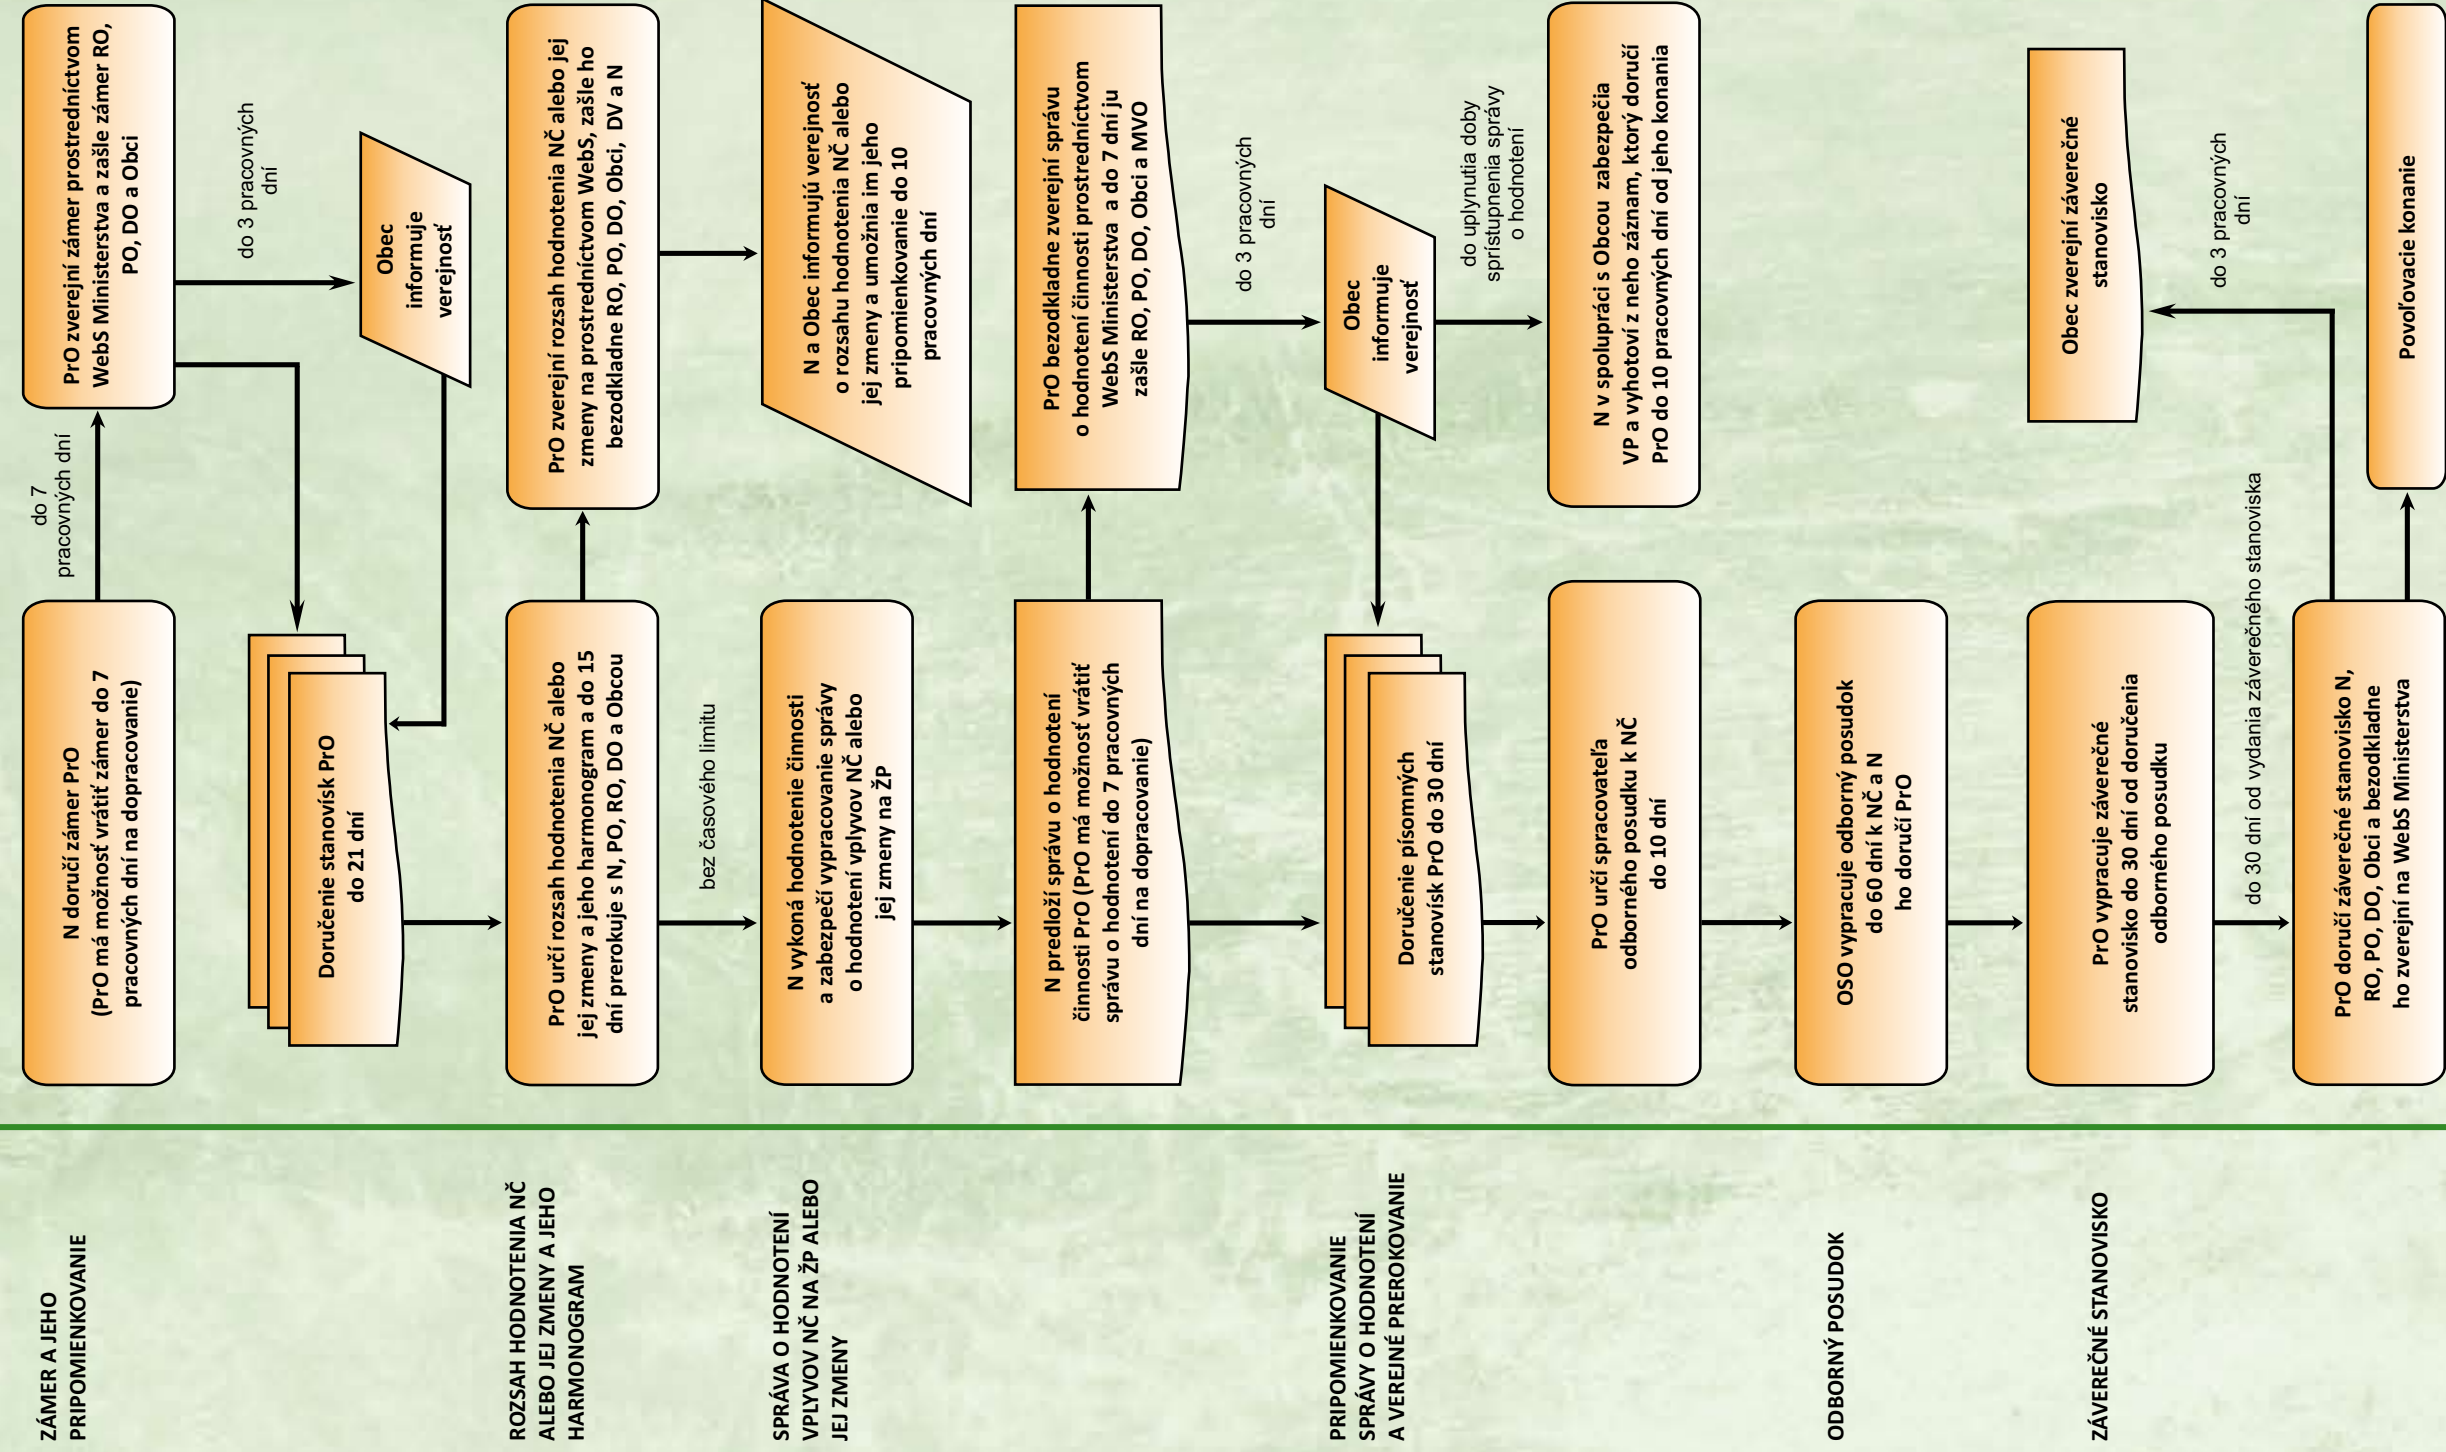 ZÁMER A JEHO
PRIPOMIENKOVANIE
N doručí zámer PrO
(PrO má možnosť vrátiť zámer do 7
pracovných dní na dopracovanie)
do 7
pracovných dní
PrO zverejní zámer prostredníctvom
WebS Ministerstva a zašle zámer RO,
PO, DO a Obci
do 3 pracovných
dní
Obec
informuje
verejnosť
Doručenie stanovísk PrO
do 21 dní
ROZSAH HODNOTENIA NČ
ALEBO JEJ ZMENY A JEHO
HARMONOGRAM
PrO určí rozsah hodnotenia NČ alebo
jej zmeny a jeho harmonogram a do 15
dní prerokuje s N, PO, RO, DO a Obcou
PrO zverejní rozsah hodnotenia NČ alebo jej
zmeny na prostredníctvom WebS, zašle ho
bezodkladne RO, PO, DO, Obci, DV a N
bez časového limitu
SPRÁVA O HODNOTENÍ
VPLYVOV NČ NA ŽP ALEBO
JEJ ZMENY
N vykoná hodnotenie činnosti
a zabezpečí vypracovanie správy
o hodnotení vplyvov NČ alebo
jej zmeny na ŽP
N a Obec informujú verejnosť
o rozsahu hodnotenia NČ alebo
jej zmeny a umožnia im jeho
pripomienkovanie do 10
pracovných dní
N predloží správu o hodnotení
činnosti PrO (PrO má možnosť vrátiť
správu o hodnotení do 7 pracovných
dní na dopracovanie)
PrO bezodkladne zverejní správu
o hodnotení činnosti prostredníctvom
WebS Ministerstva a do 7 dní ju
zašle RO, PO, DO, Obci a MVO
do 3 pracovných
dní
PRIPOMIENKOVANIE
SPRÁVY O HODNOTENÍ
A VEREJNÉ PREROKOVANIE
Doručenie písomných
stanovísk PrO do 30 dní
Obec
informuje
verejnosť
do uplynutia doby
sprístupnenia správy
o hodnotení
PrO určí spracovateľa
odborného posudku k NČ
do 10 dní
N v spolupráci s Obcou zabezpečia
VP a vyhotoví z neho záznam, ktorý doručí
PrO do 10 pracovných dní od jeho konania
ODBORNÝ POSUDOK
OSO vypracuje odborný posudok
do 60 dní k NČ a N
ho doručí PrO
ZÁVEREČNÉ STANOVISKO
PrO vypracuje záverečné
stanovisko do 30 dní od doručenia
odborného posudku
Obec zverejní záverečné
stanovisko
do 30 dní od vydania záverečného stanoviska
do 3 pracovných
dní
PrO doručí záverečné stanovisko N,
RO, PO, DO, Obci a bezodkladne
ho zverejní na WebS Ministerstva
Povoľovacie konanie